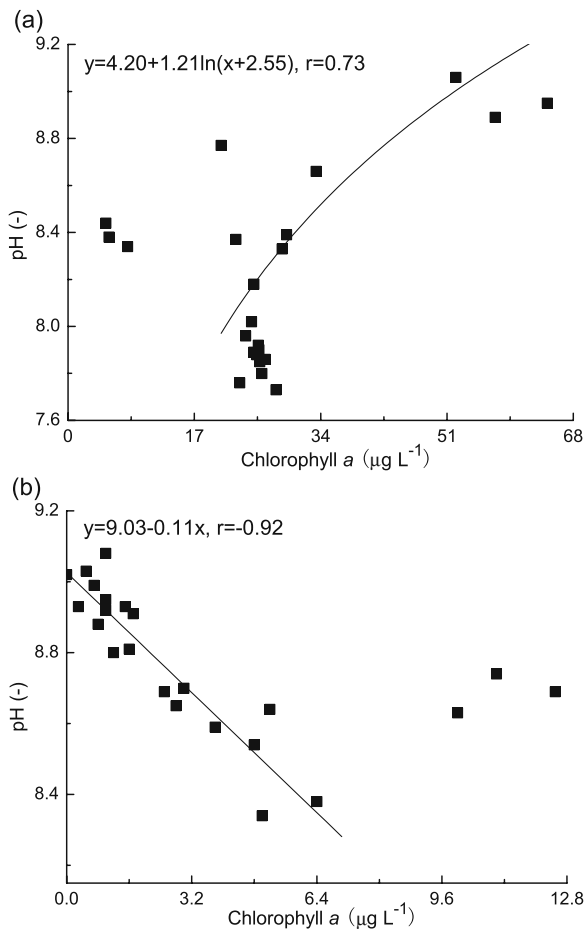 (a)
9.2
y=4.20+1.21ln(x+2.55), r=0.73
8.8
8.4
8.0
7.6
pH (-)
0 17 34 51 68
Chlorophyll a (μg L⁻¹)
(b)
9.2
y=9.03-0.11x, r=-0.92
8.8
8.4
pH (-)
0.0 3.2 6.4 9.6 12.8
Chlorophyll a (μg L⁻¹)